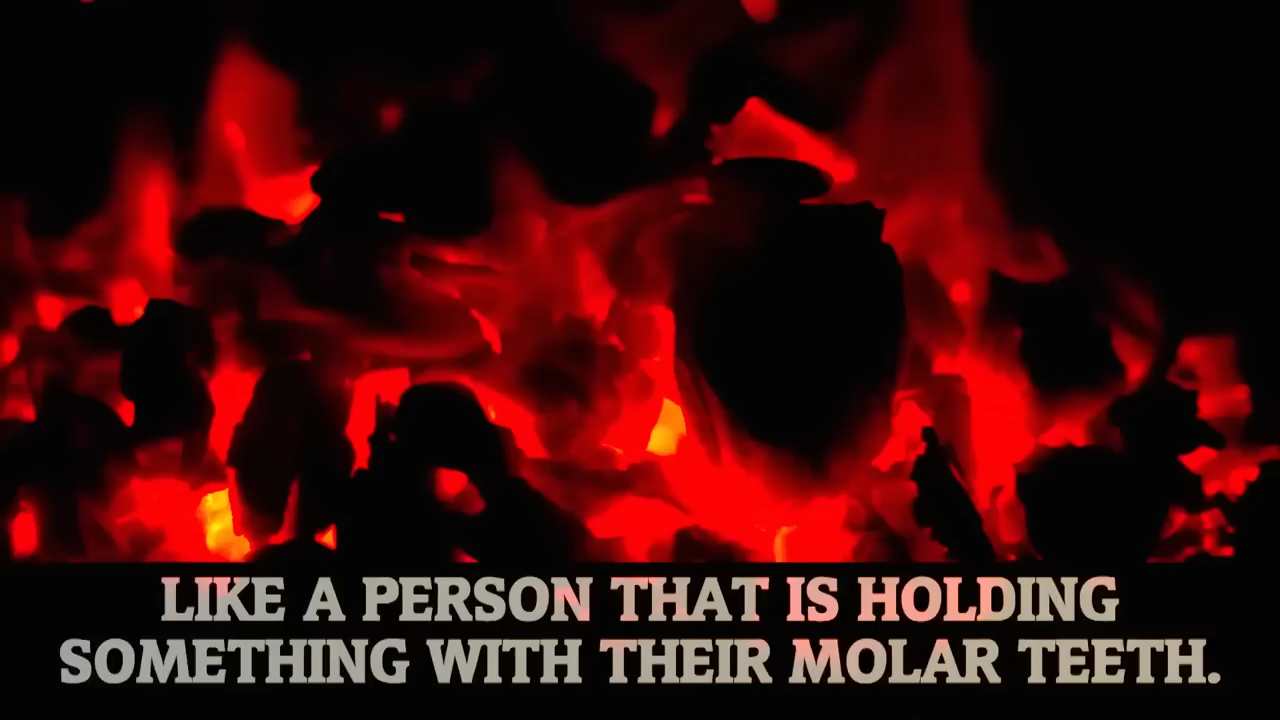 LIKE A PERSON THAT IS HOLDING
SOMETHING WITH THEIR MOLAR TEETH.